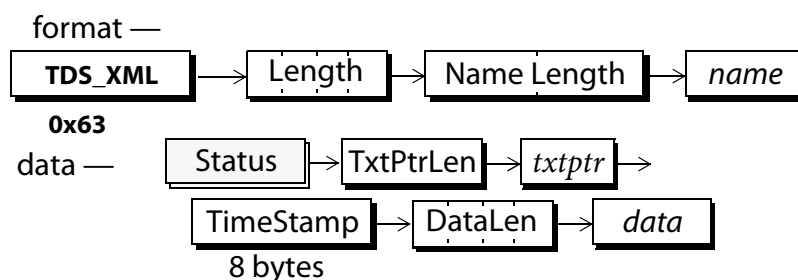 format —
TDS_XML Length Name Length name
0x63
data — Status TxtPtrLen txtptr
TimeStamp DataLen data
8 bytes